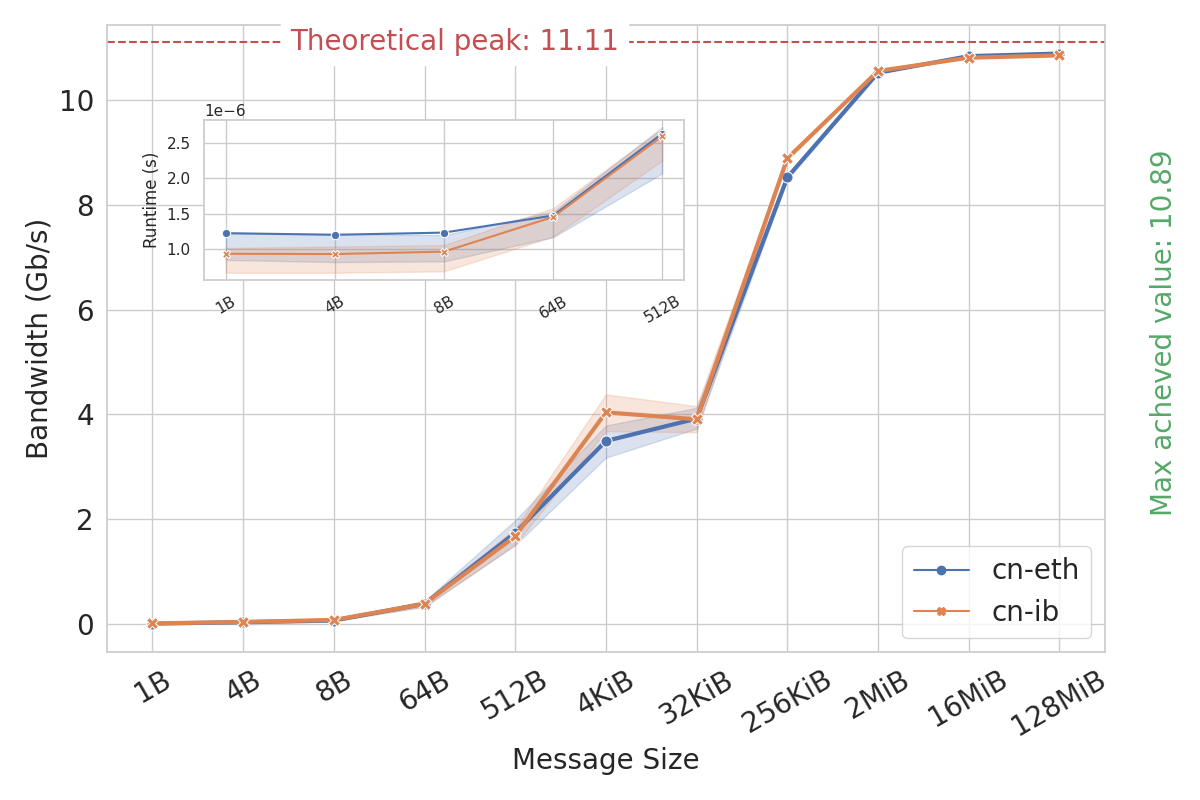 Theoretical peak: 11.11
10
8
6
4
2
0
Bandwidth (Gb/s)
1e−6
2.5
2.0
1.5
1.0
Runtime (s)
1B
4B
8B
64B
512B
Max acheved value: 10.89
cn-eth
cn-ib
1B
4B
8B
64B
512B
4KiB
32KiB
256KiB
2MiB
16MiB
128MiB
Message Size